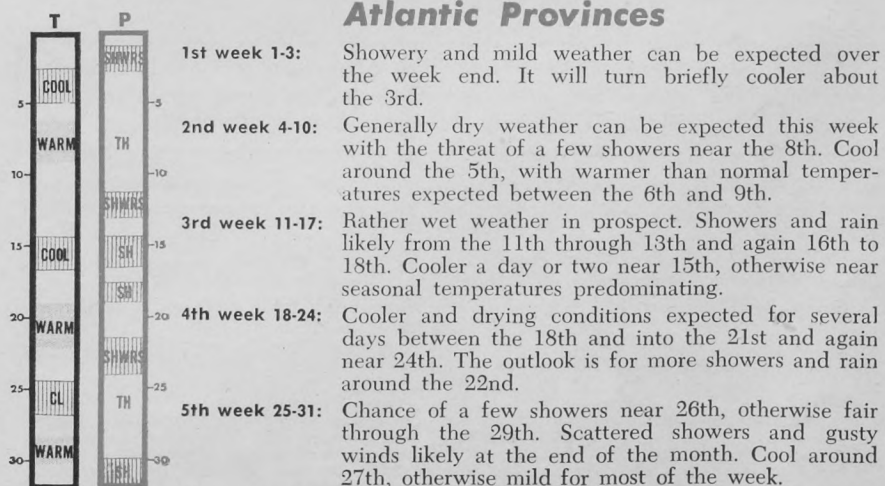 Atlantic Provinces
T P
SHWRS
COOL
5 5
WARM TH
10 10
SHWRS
15 15
COOL SH
SH
20 20
WARM
SHWRS
25 25
CL TH
WARM
30 30
SH
1st week 1-3: Showery and mild weather can be expected over
the week end. It will turn briefly cooler about
the 3rd.
2nd week 4-10: Generally dry weather can be expected this week
with the threat of a few showers near the 8th. Cool
around the 5th, with warmer than normal temper-
atures expected between the 6th and 9th.
3rd week 11-17: Rather wet weather in prospect. Showers and rain
likely from the 11th through 13th and again 16th to
18th. Cooler a day or two near 15th, otherwise near
seasonal temperatures predominating.
4th week 18-24: Cooler and drying conditions expected for several
days between the 18th and into the 21st and again
near 24th. The outlook is for more showers and rain
around the 22nd.
5th week 25-31: Chance of a few showers near 26th, otherwise fair
through the 29th. Scattered showers and gusty
winds likely at the end of the month. Cool around
27th, otherwise mild for most of the week.